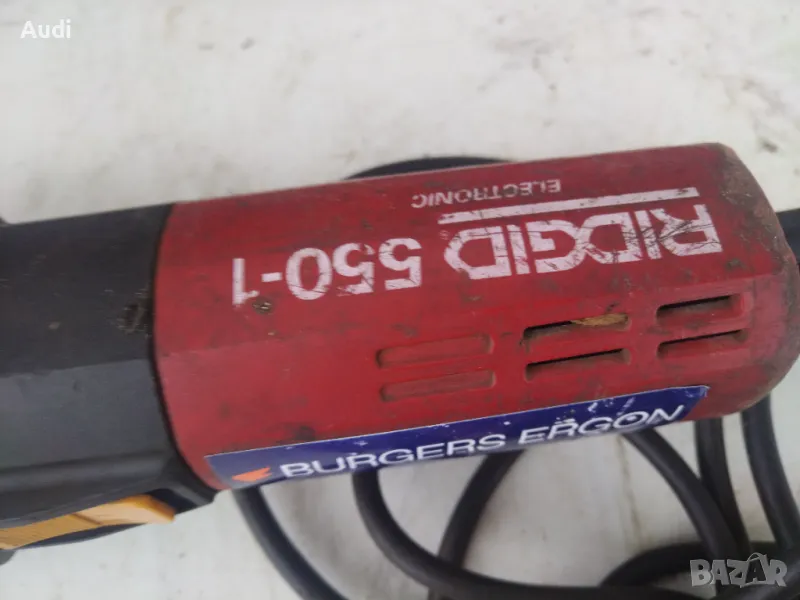 Audi
ELECTRONIC
RIDGID 550-1
BURGERS ERGON
BAZAR